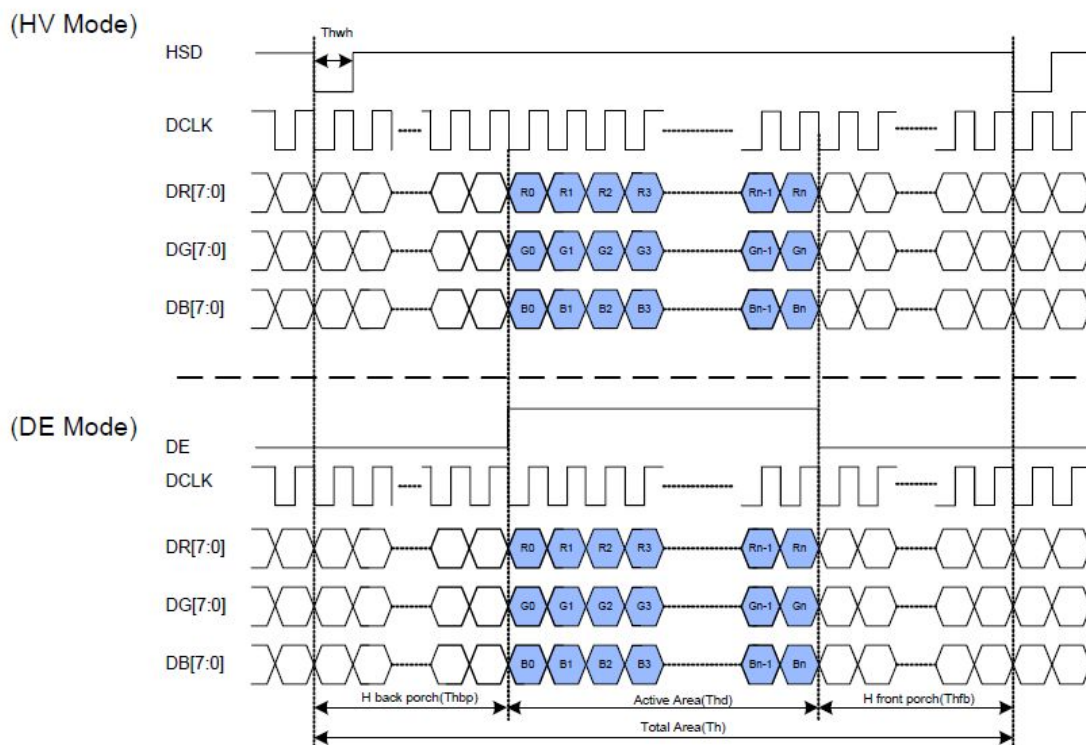 (HV Mode)
Thwh
HSD
DCLK
DR[7:0] R0 R1 R2 R3 Rn-1 Rn
DG[7:0] G0 G1 G2 G3 Gn-1 Gn
DB[7:0] B0 B1 B2 B3 Bn-1 Bn
(DE Mode)
DE
DCLK
DR[7:0] R0 R1 R2 R3 Rn-1 Rn
DG[7:0] G0 G1 G2 G3 Gn-1 Gn
DB[7:0] B0 B1 B2 B3 Bn-1 Bn
H back porch(Thbp) Active Area(Thd) H front porch(Thfb)
Total Area(Th)